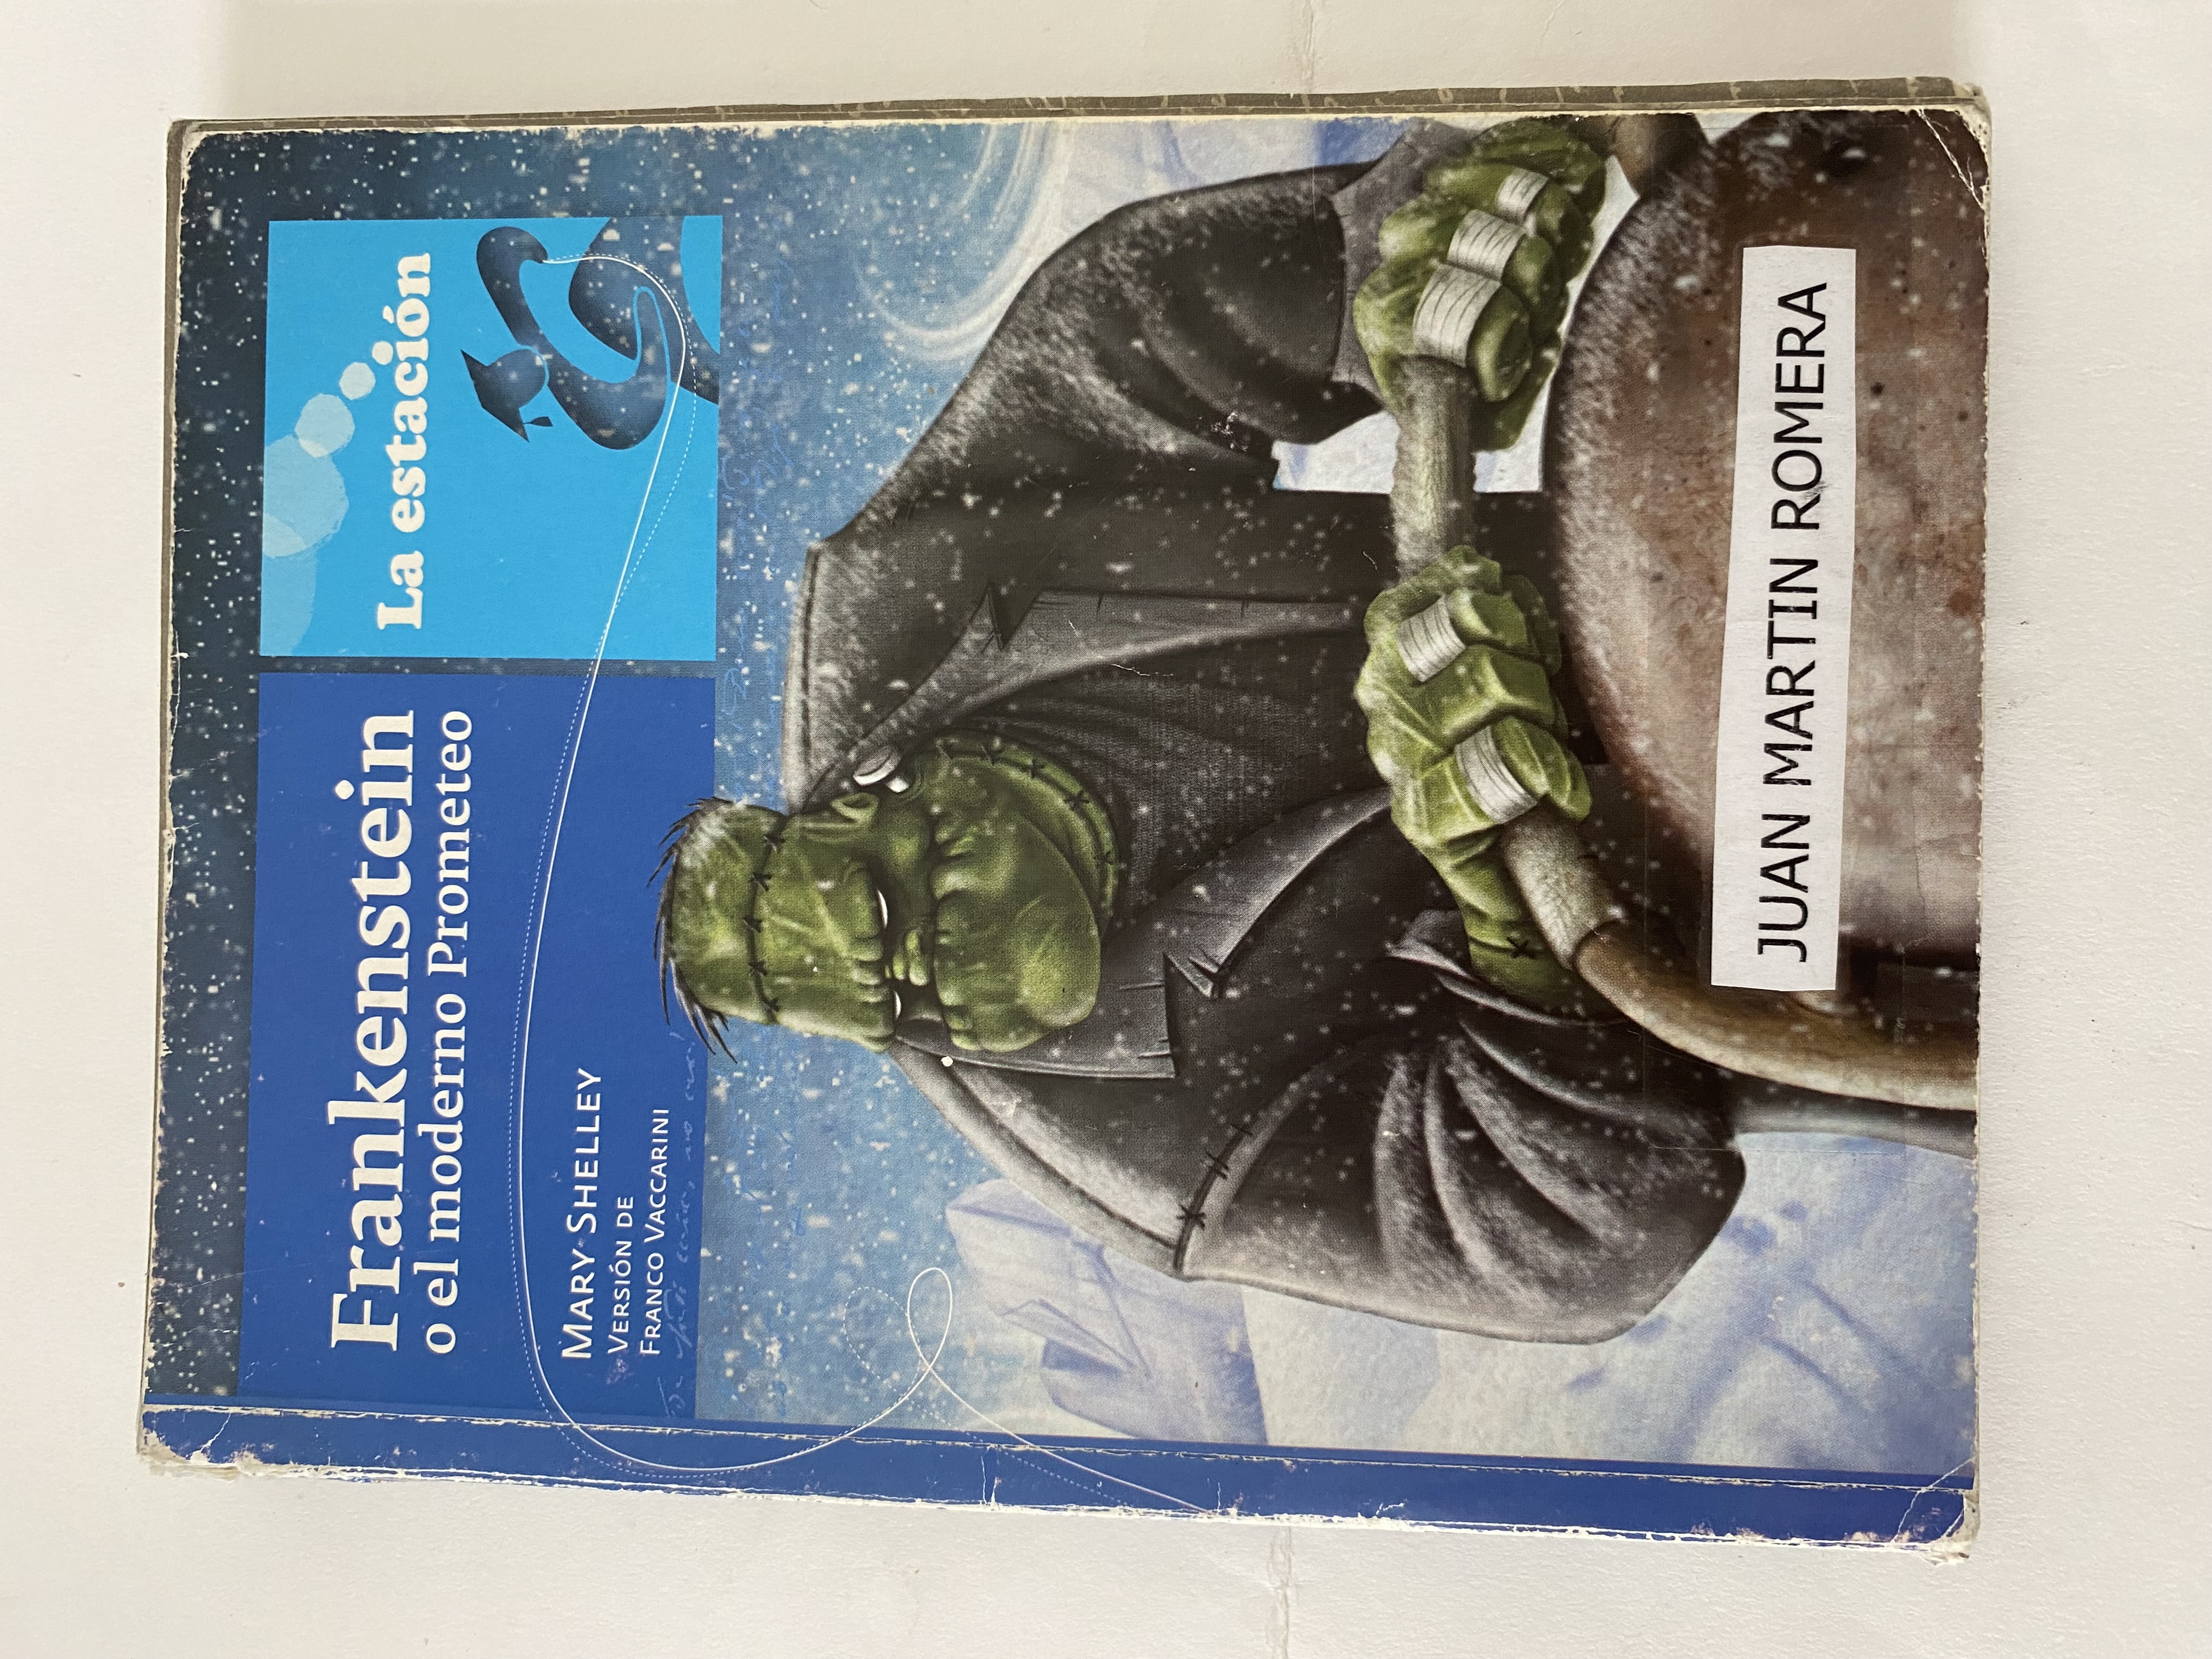 Frankenstein
o el moderno Prometeo
MARY SHELLEY
VERSIÓN DE
FRANCO VACCARINI
La estación
JUAN MARTIN ROMERA